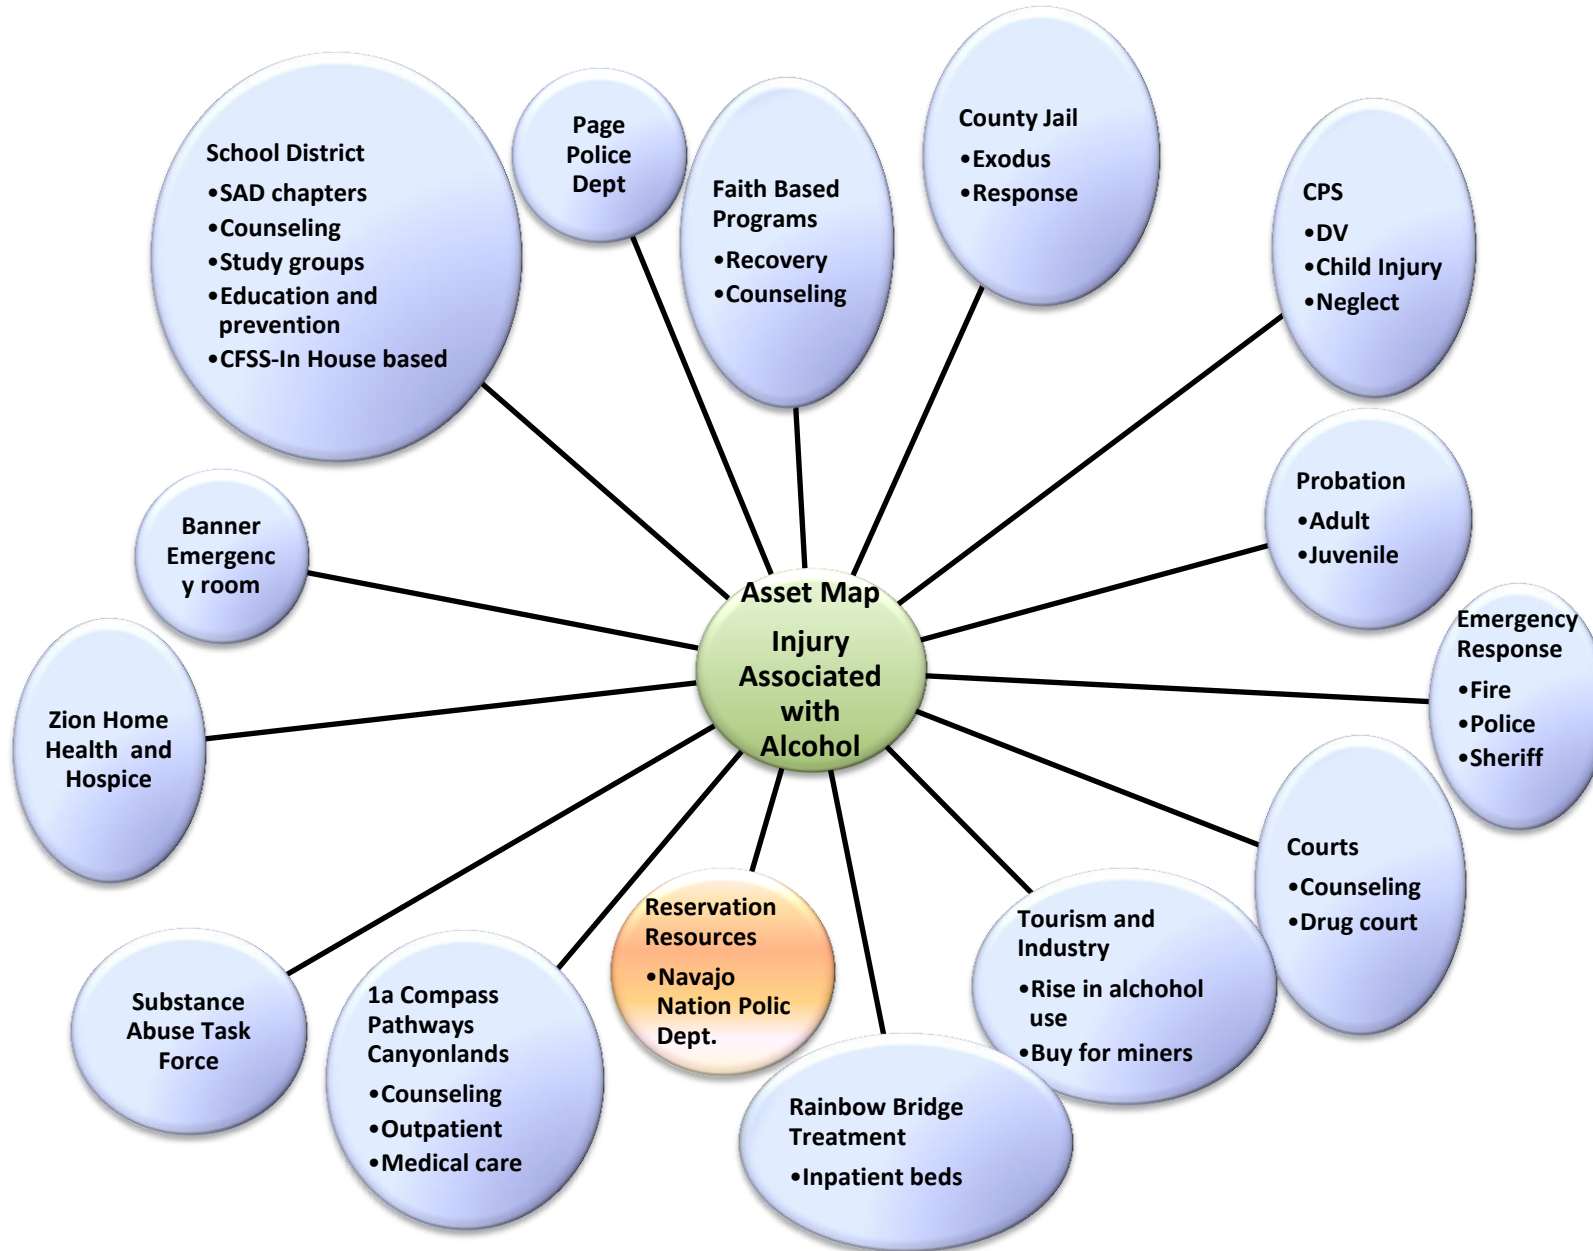 School District
•SAD chapters
•Counseling
•Study groups
•Education and
prevention
•CFSS-In House based
Page
Police
Dept
Faith Based
Programs
•Recovery
•Counseling
County Jail
•Exodus
•Response
CPS
•DV
•Child Injury
•Neglect
Probation
•Adult
•Juvenile
Emergency
Response
•Fire
•Police
•Sheriff
Courts
•Counseling
•Drug court
Tourism and
Industry
•Rise in alchohol
use
•Buy for miners
Rainbow Bridge
Treatment
•Inpatient beds
Reservation
Resources
•Navajo
Nation Polic
Dept.
1a Compass
Pathways
Canyonlands
•Counseling
•Outpatient
•Medical care
Substance
Abuse Task
Force
Zion Home
Health and
Hospice
Banner
Emergenc
y room
Asset Map
Injury
Associated
with
Alcohol